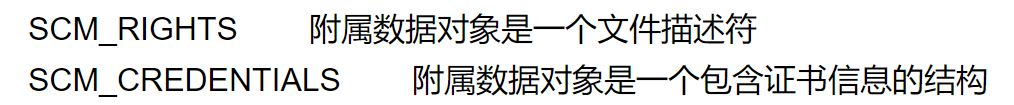 SCM_RIGHTS 附属数据对象是一个文件描述符
SCM_CREDENTIALS 附属数据对象是一个包含证书信息的结构